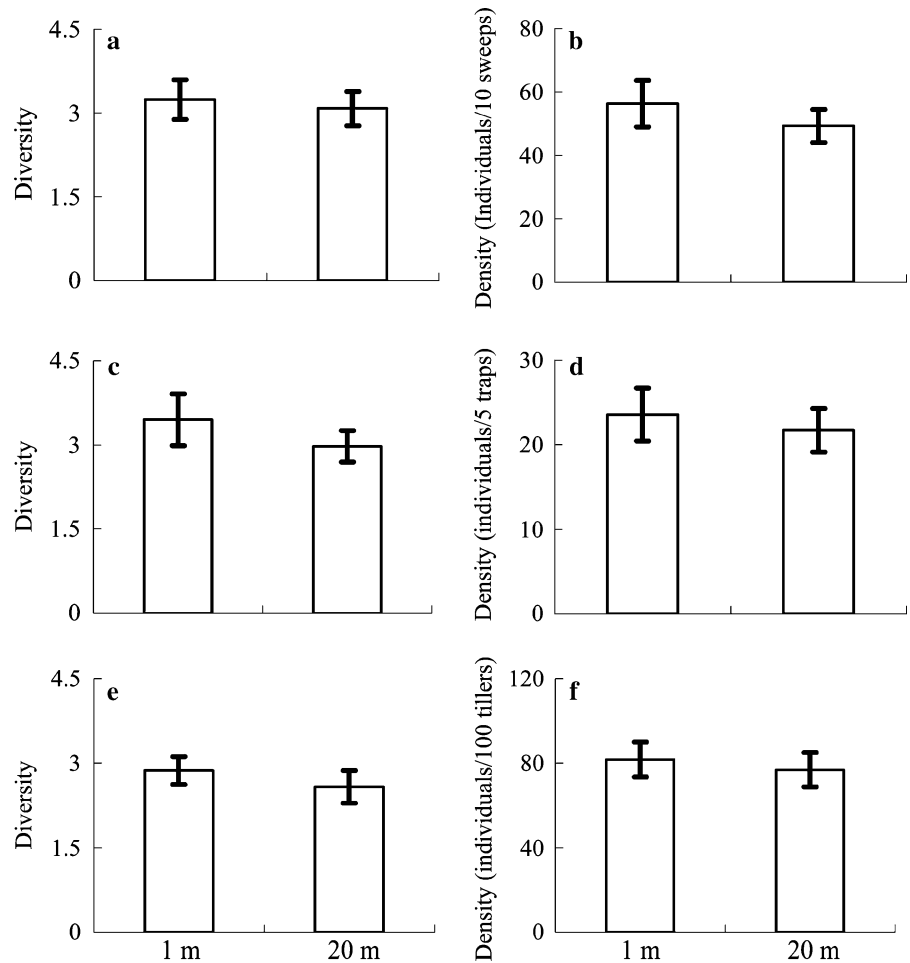 a
4.5
3
1.5
0
Diversity
b
80
60
40
20
0
Density (Individuals/10 sweeps)
c
4.5
3
1.5
0
Diversity
d
30
20
10
0
Density (individuals/5 traps)
e
4.5
3
1.5
0
Diversity
1 m
20 m
f
120
80
40
0
Density (individuals/100 tillers)
1 m
20 m